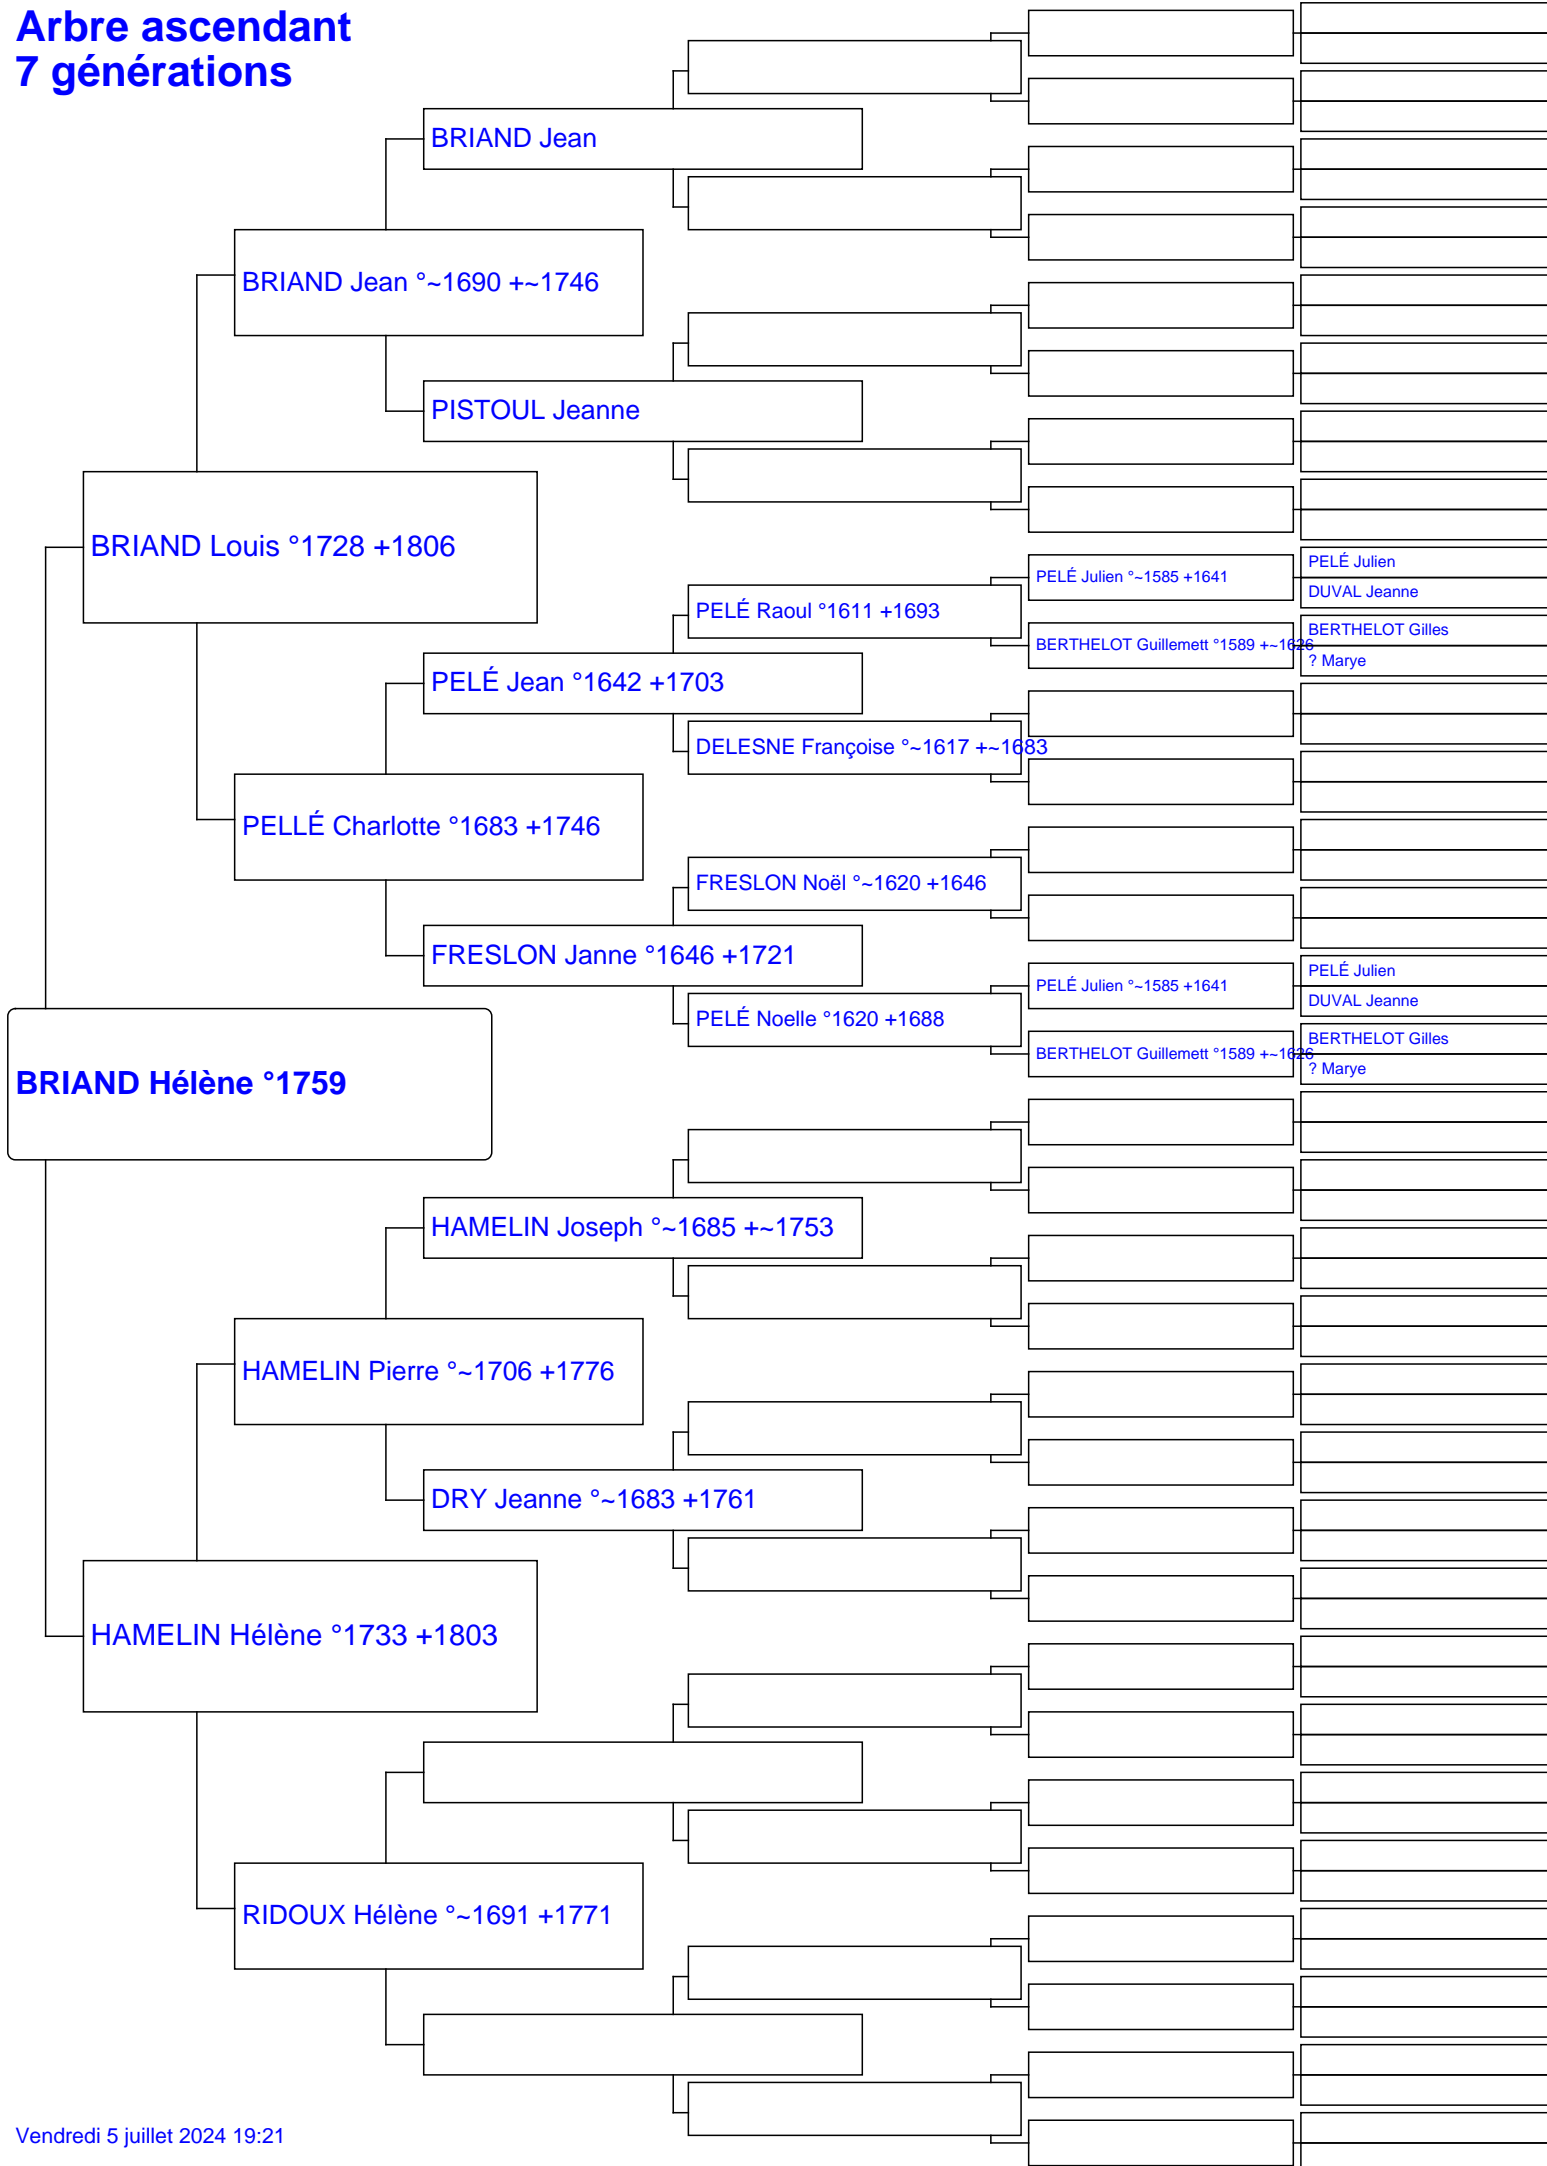 Arbre ascendant
7 générations
BRIAND Jean
BRIAND Jean °~1690 +~1746
PISTOUL Jeanne
BRIAND Louis °1728 +1806
PELÉ Julien °~1585 +1641
PELÉ Julien
DUVAL Jeanne
PELÉ Raoul °1611 +1693
BERTHELOT Guillemett °1589 +~1626
BERTHELOT Gilles
? Marye
PELÉ Jean °1642 +1703
DELESNE Françoise °~1617 +~1683
PELLÉ Charlotte °1683 +1746
FRESLON Noël °~1620 +1646
FRESLON Janne °1646 +1721
PELÉ Julien °~1585 +1641
PELÉ Julien
DUVAL Jeanne
PELÉ Noelle °1620 +1688
BERTHELOT Guillemett °1589 +~1626
BERTHELOT Gilles
? Marye
BRIAND Hélène °1759
HAMELIN Joseph °~1685 +~1753
HAMELIN Pierre °~1706 +1776
DRY Jeanne °~1683 +1761
HAMELIN Hélène °1733 +1803
RIDOUX Hélène °~1691 +1771
Vendredi 5 juillet 2024 19:21